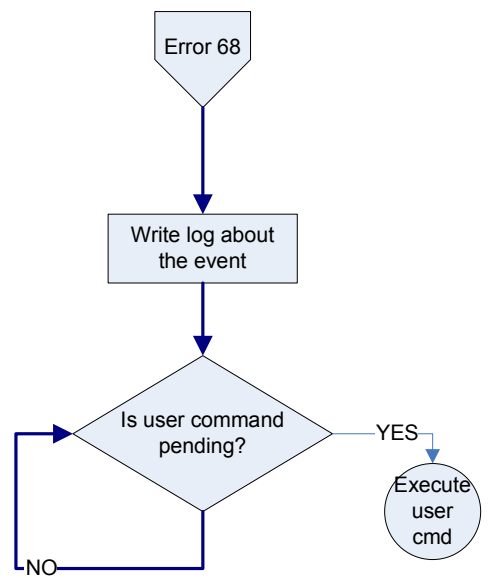 Error 68
Write log about
the event
Is user command
pending?
YES
Execute
user
cmd
NO